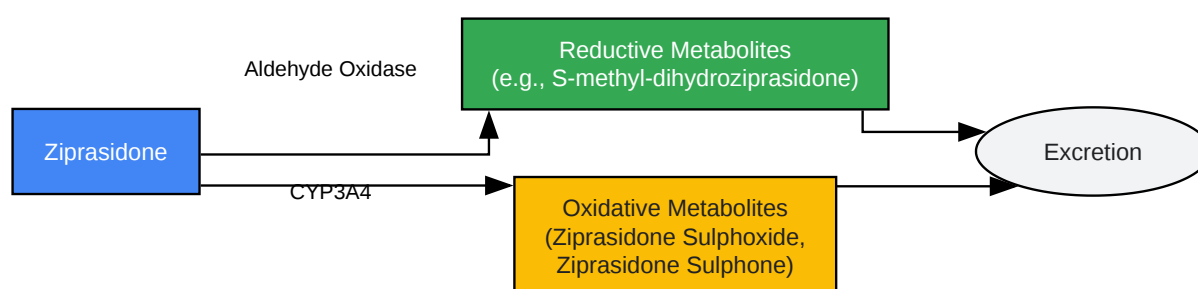 Ziprasidone
Aldehyde Oxidase
CYP3A4
Reductive Metabolites
(e.g., S-methyl-dihydroziprasidone)
Oxidative Metabolites
(Ziprasidone Sulphoxide,
Ziprasidone Sulphone)
Excretion